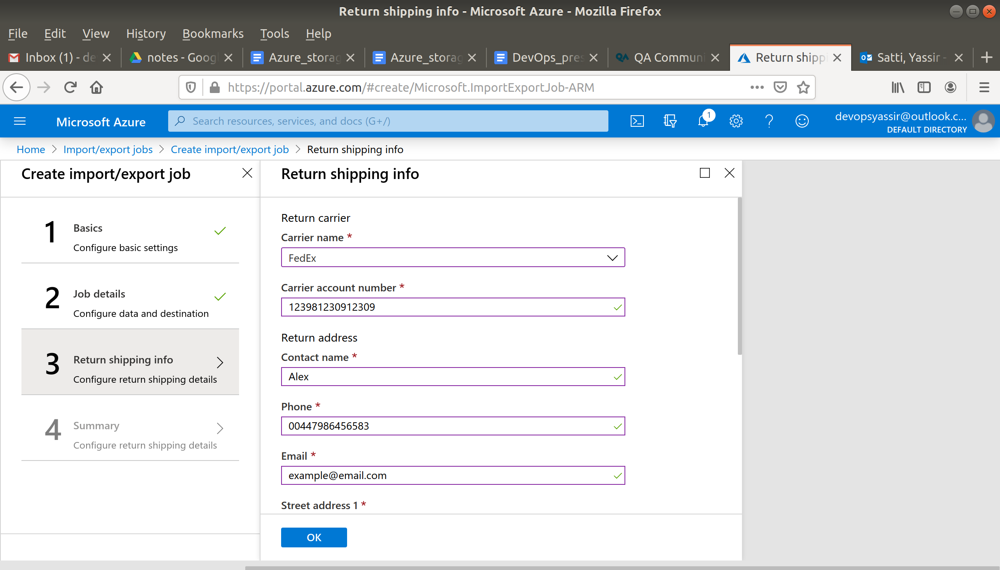 Return shipping info - Microsoft Azure - Mozilla Firefox
File Edit View History Bookmarks Tools Help
Inbox (1) - de notes - Googl Azure_storag Azure_storag DevOps_pres QA Communi Return shippi Satti, Yassir -
https://portal.azure.com/#create/Microsoft.ImportExportJob-ARM
Microsoft Azure Search resources, services, and docs (G+/) 1 devopsyassir@outlook.c...
DEFAULT DIRECTORY
Home > Import/export jobs > Create import/export job > Return shipping info
Create import/export job
1 Basics
Configure basic settings
2 Job details
Configure data and destination
3 Return shipping info
Configure return shipping details
4 Summary
Configure return shipping details
Return shipping info
Return carrier
Carrier name *
FedEx
Carrier account number *
123981230912309
Return address
Contact name *
Alex
Phone *
00447986456583
Email *
example@email.com
Street address 1 *
OK